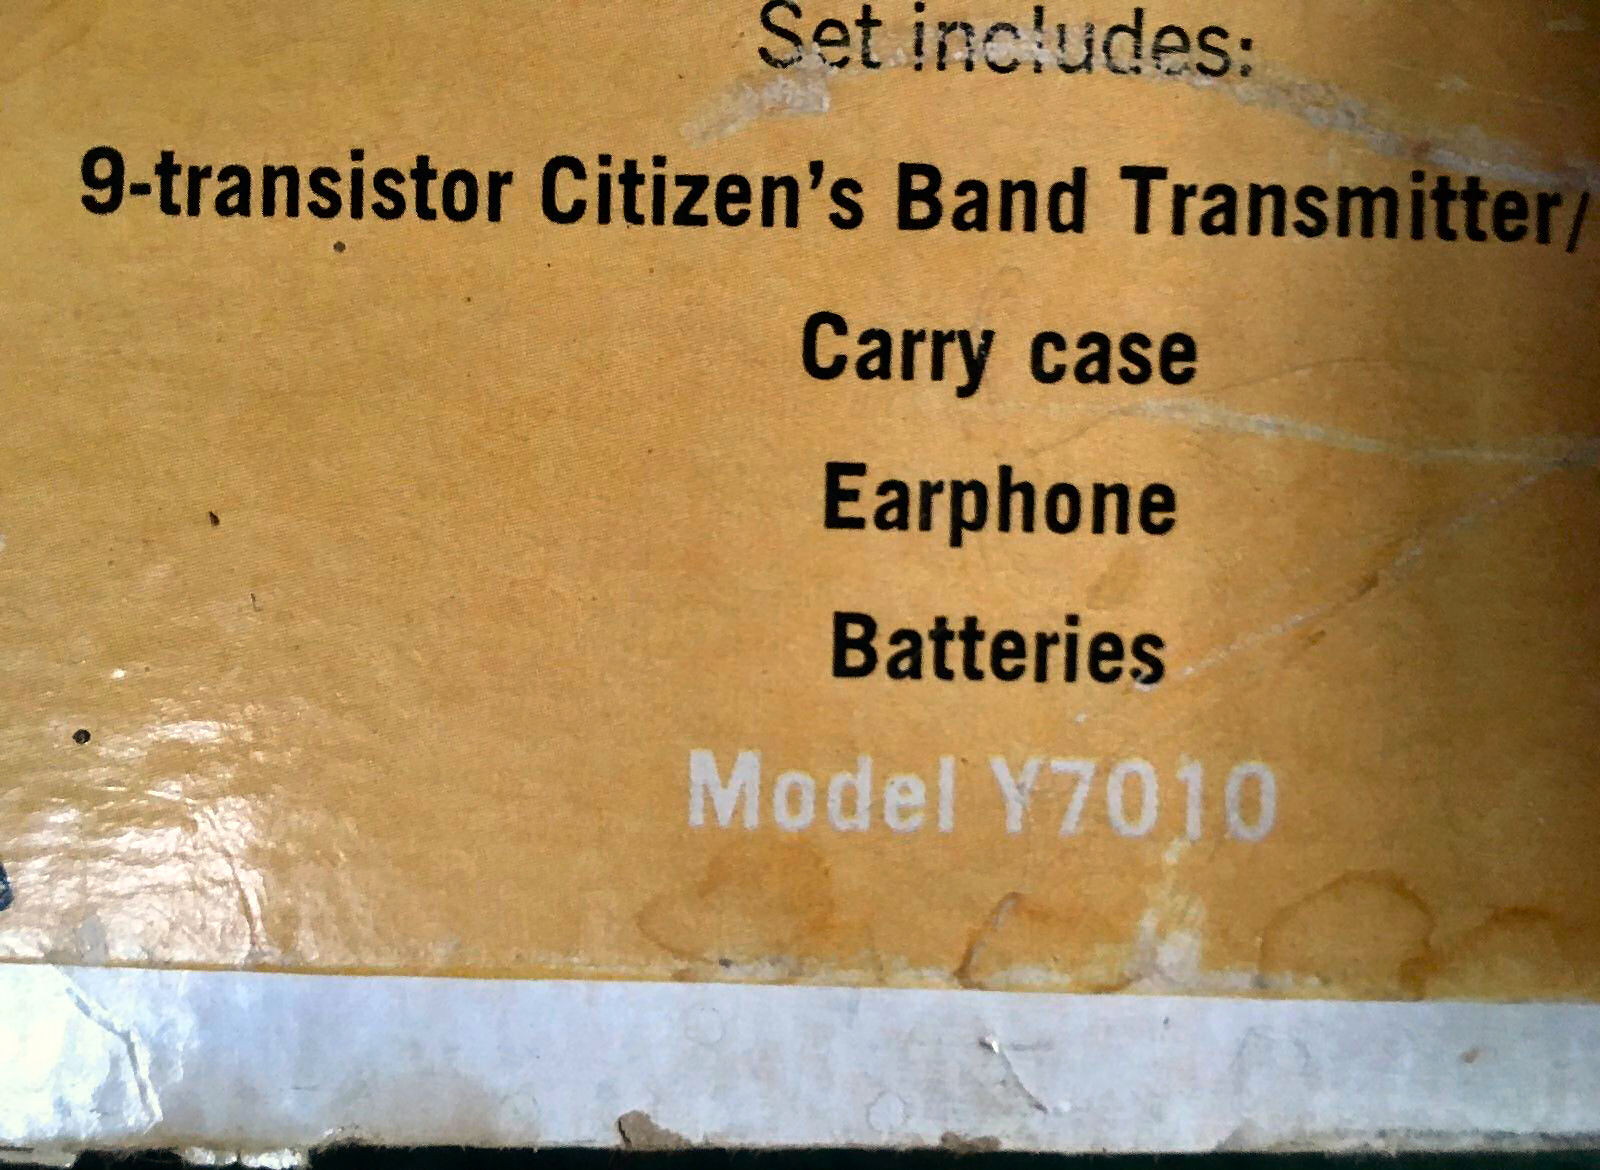 Set includes:
9-transistor Citizen's Band Transmitter/
Carry case
Earphone
Batteries
Model Y7010